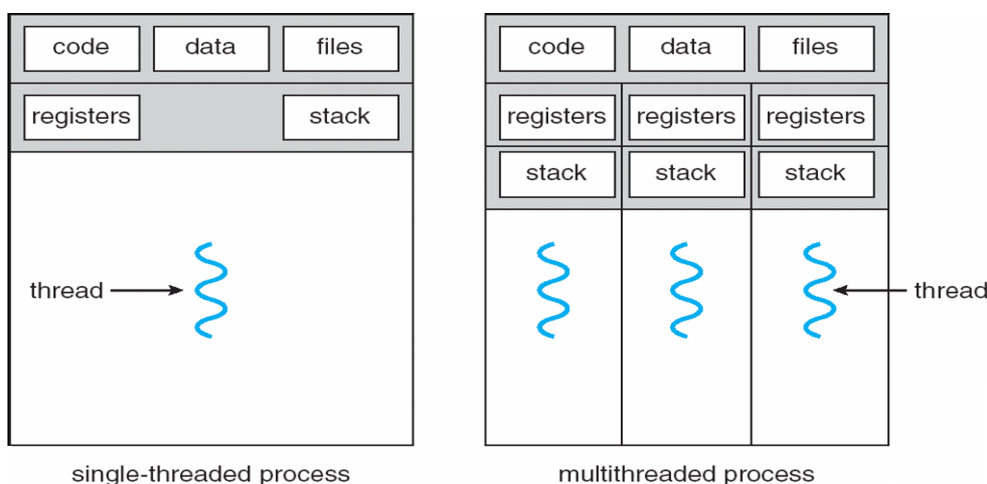 code data files
registers stack
thread
single-threaded process
code data files
registers registers registers
stack stack stack
thread
multithreaded process